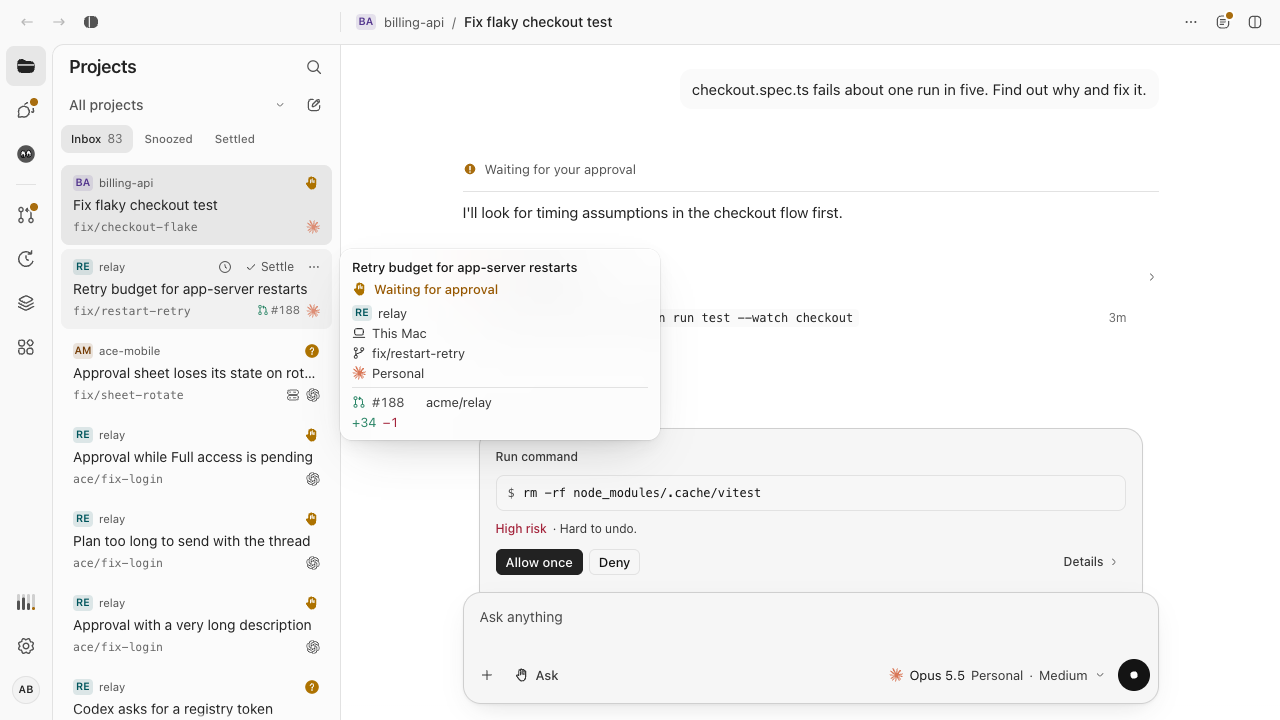 BA billing-api / Fix flaky checkout test
Projects
All projects
Inbox 83 Snoozed Settled
BA billing-api
Fix flaky checkout test
fix/checkout-flake
RE relay Settle
Retry budget for app-server restarts
fix/restart-retry #188
AM ace-mobile
Approval sheet loses its state on rot...
fix/sheet-rotate
RE relay
Approval while Full access is pending
ace/fix-login
RE relay
Plan too long to send with the thread
ace/fix-login
RE relay
Approval with a very long description
ace/fix-login
RE relay
Codex asks for a registry token
AB
checkout.spec.ts fails about one run in five. Find out why and fix it.
Waiting for your approval
I'll look for timing assumptions in the checkout flow first.
n run test --watch checkout 3m
Retry budget for app-server restarts
Waiting for approval
RE relay
This Mac
fix/restart-retry
Personal
#188 acme/relay
+34 −1
Run command
$ rm -rf node_modules/.cache/vitest
High risk · Hard to undo.
Allow once Deny Details
Ask anything
Ask Opus 5.5 Personal · Medium